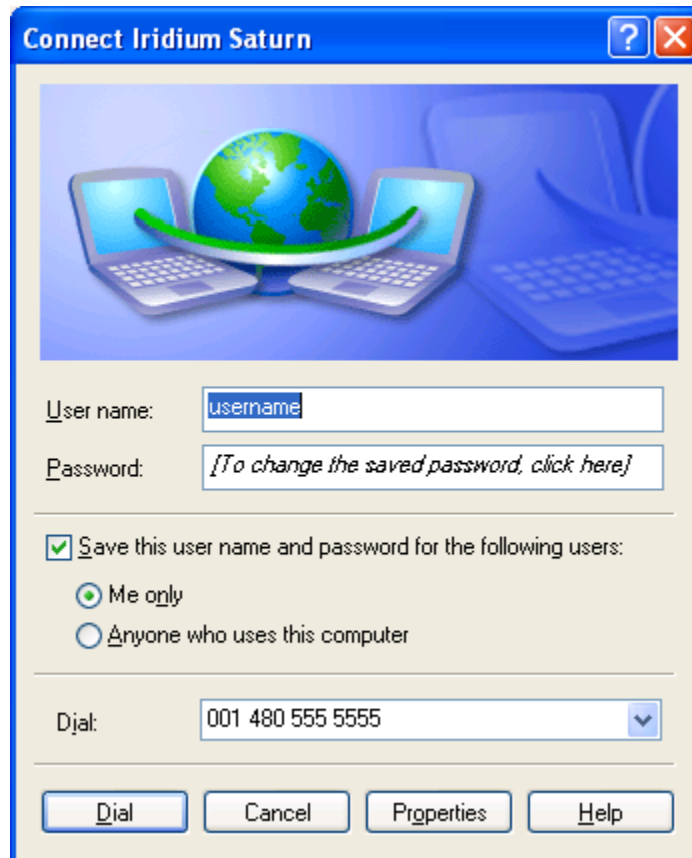 Connect Iridium Saturn
User name: username
Password: [To change the saved password, click here]
Save this user name and password for the following users:
Me only
Anyone who uses this computer
Dial: 001 480 555 5555
Dial Cancel Properties Help